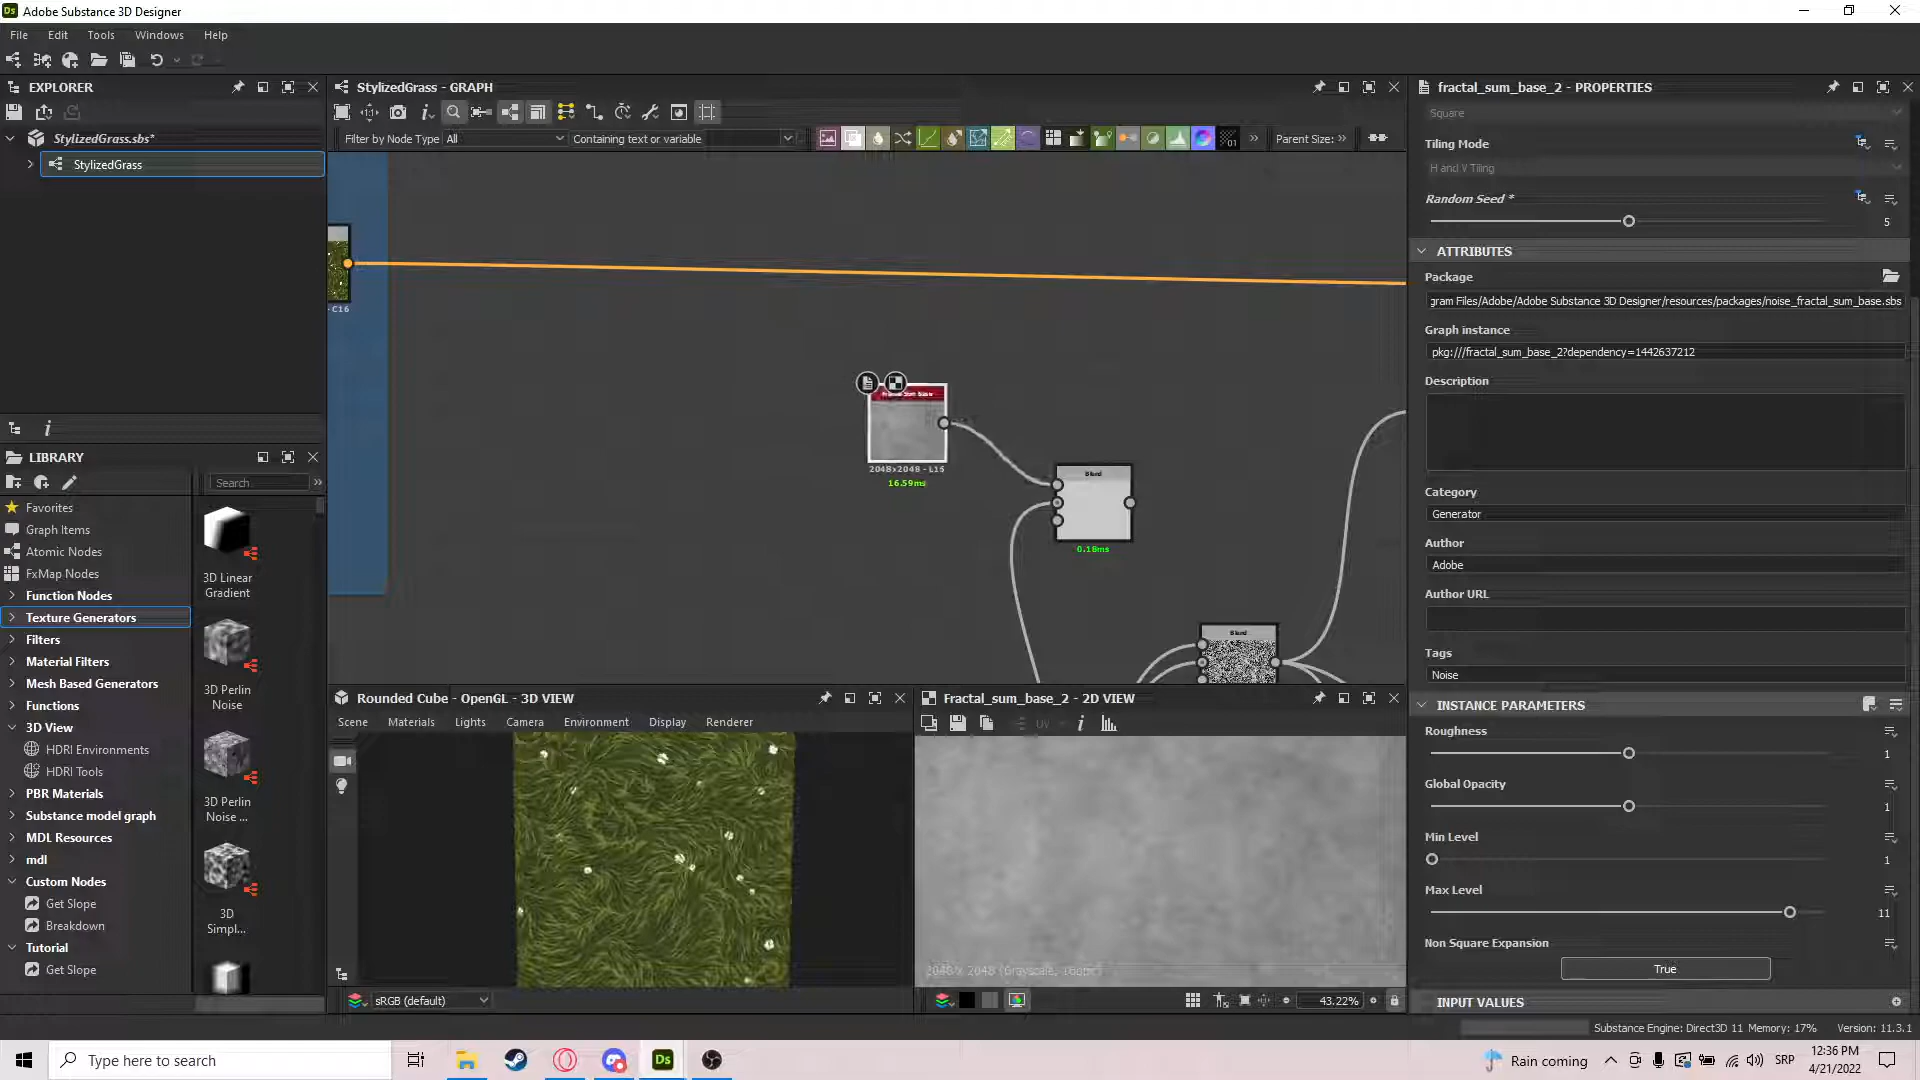 Adobe Substance 3D Designer
File Edit Tools Windows Help
EXPLORER
StylizedGrass.sbs*
StylizedGrass
LIBRARY
Search...
Favorites
Graph Items
Atomic Nodes
FxMap Nodes
Function Nodes
Texture Generators
Filters
Material Filters
Mesh Based Generators
Functions
3D View
HDRI Environments
HDRI Tools
PBR Materials
Substance model graph
MDL Resources
mdl
Custom Nodes
Get Slope
Breakdown
Tutorial
Get Slope
3D Linear
Gradient
3D Perlin
Noise
3D Perlin
Noise ...
3D
Simpl...
StylizedGrass - GRAPH
Filter by Node Type All Containing text or variable Parent Size:
- C16
Fractal Sum Base
2048x2048 - L16
16.59ms
Blend
0.18ms
Blend
Rounded Cube - OpenGL - 3D VIEW
Scene Materials Lights Camera Environment Display Renderer
sRGB (default)
Fractal_sum_base_2 - 2D VIEW
UV
2048 x 2048 (Grayscale, 16bpc)
43.22%
fractal_sum_base_2 - PROPERTIES
Square
Tiling Mode
H and V Tiling
Random Seed *
5
ATTRIBUTES
Package
gram Files/Adobe/Adobe Substance 3D Designer/resources/packages/noise_fractal_sum_base.sbs
Graph instance
pkg:///fractal_sum_base_2?dependency=1442637212
Description
Category
Generator
Author
Adobe
Author URL
Tags
Noise
INSTANCE PARAMETERS
Roughness
1
Global Opacity
1
Min Level
1
Max Level
11
Non Square Expansion
True
INPUT VALUES
Substance Engine: Direct3D 11 Memory: 17% Version: 11.3.1
Type here to search
Rain coming
SRP
12:36 PM
4/21/2022